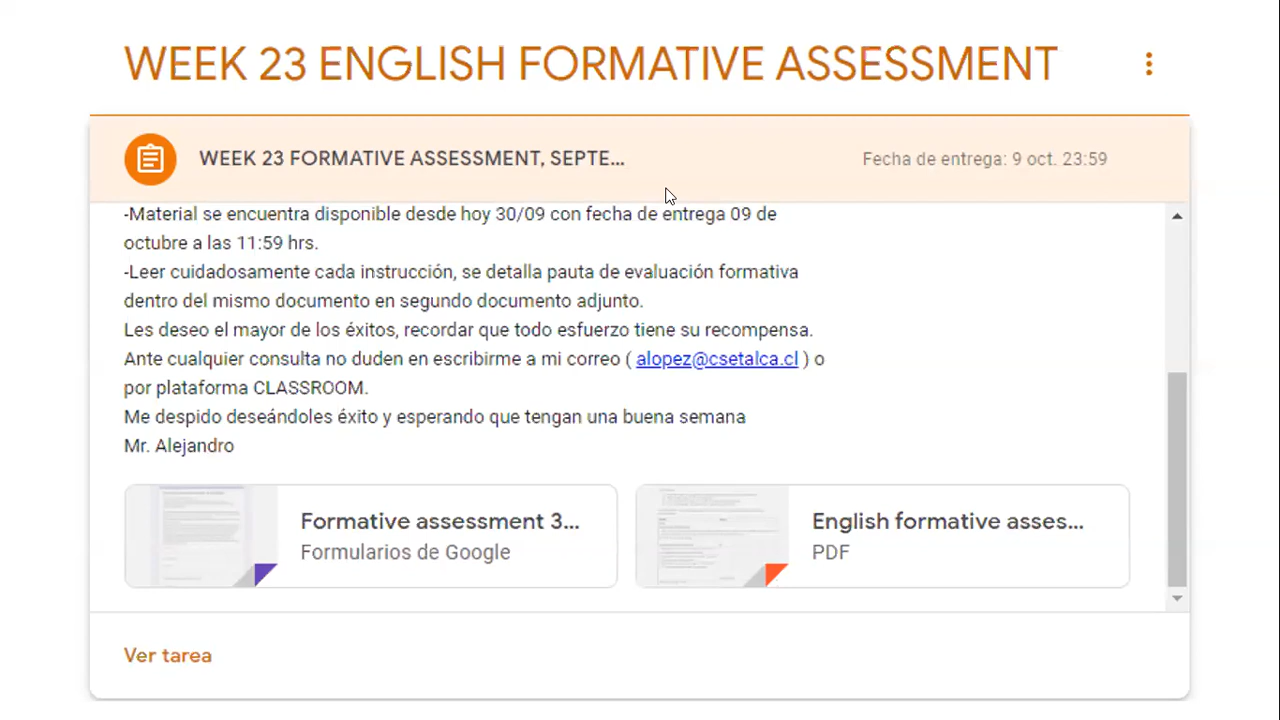 WEEK 23 ENGLISH FORMATIVE ASSESSMENT
WEEK 23 FORMATIVE ASSESSMENT, SEPTE...
Fecha de entrega: 9 oct. 23:59
-Material se encuentra disponible desde hoy 30/09 con fecha de entrega 09 de
octubre a las 11:59 hrs.
-Leer cuidadosamente cada instrucción, se detalla pauta de evaluación formativa
dentro del mismo documento en segundo documento adjunto.
Les deseo el mayor de los éxitos, recordar que todo esfuerzo tiene su recompensa.
Ante cualquier consulta no duden en escribirme a mi correo ( alopez@csetalca.cl ) o
por plataforma CLASSROOM.
Me despido deseándoles éxito y esperando que tengan una buena semana
Mr. Alejandro
Formative assessment 3...
Formularios de Google
English formative asses...
PDF
Ver tarea